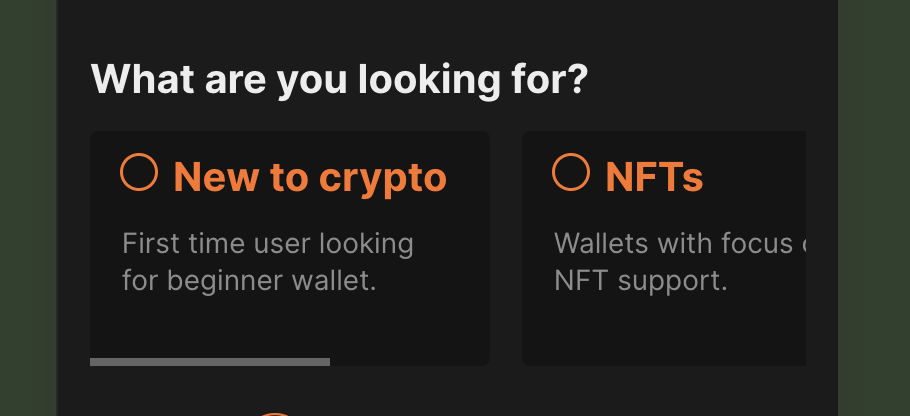 What are you looking for?
New to crypto
First time user looking
for beginner wallet.
NFTs
Wallets with focus
NFT support.